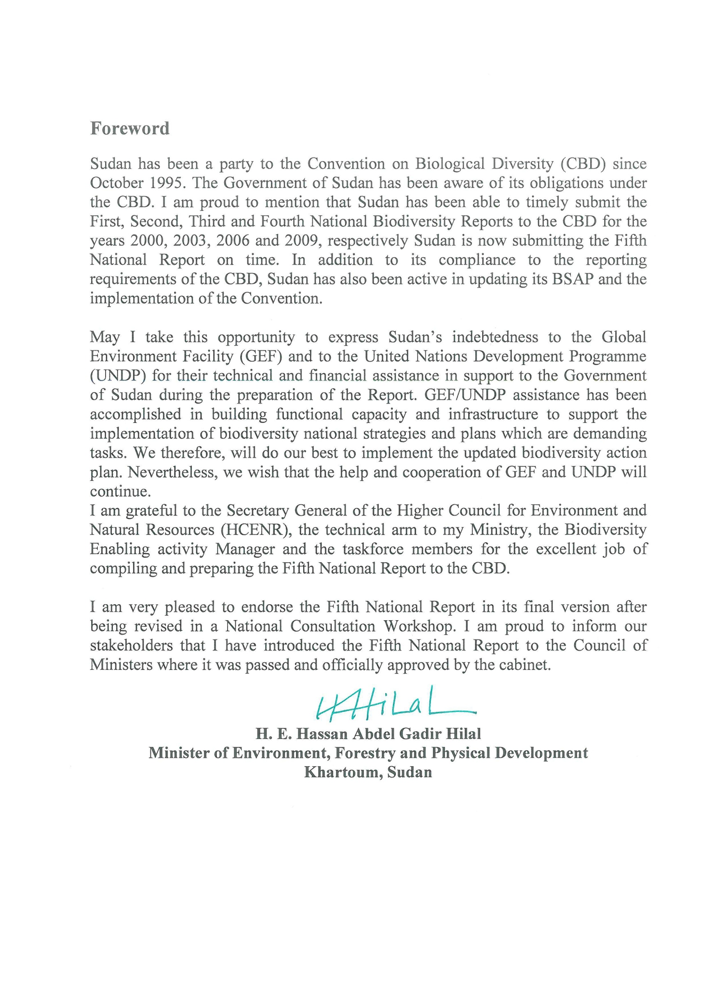 Foreword
Sudan has been a party to the Convention on Biological Diversity (CBD) since
October 1995. The Government of Sudan has been aware of its obligations under
the CBD. I am proud to mention that Sudan has been able to timely submit the
First, Second, Third and Fourth National Biodiversity Reports to the CBD for the
years 2000, 2003, 2006 and 2009, respectively Sudan is now submitting the Fifth
National Report on time. In addition to its compliance to the reporting
requirements of the CBD, Sudan has also been active in updating its BSAP and the
implementation of the Convention.
May I take this opportunity to express Sudan’s indebtedness to the Global
Environment Facility (GEF) and to the United Nations Development Programme
(UNDP) for their technical and financial assistance in support to the Government
of Sudan during the preparation of the Report. GEF/UNDP assistance has been
accomplished in building functional capacity and infrastructure to support the
implementation of biodiversity national strategies and plans which are demanding
tasks. We therefore, will do our best to implement the updated biodiversity action
plan. Nevertheless, we wish that the help and cooperation of GEF and UNDP will
continue.
I am grateful to the Secretary General of the Higher Council for Environment and
Natural Resources (HCENR), the technical arm to my Ministry, the Biodiversity
Enabling activity Manager and the taskforce members for the excellent job of
compiling and preparing the Fifth National Report to the CBD.
I am very pleased to endorse the Fifth National Report in its final version after
being revised in a National Consultation Workshop. I am proud to inform our
stakeholders that I have introduced the Fifth National Report to the Council of
Ministers where it was passed and officially approved by the cabinet.
HAHiLaL
H. E. Hassan Abdel Gadir Hilal
Minister of Environment, Forestry and Physical Development
Khartoum, Sudan